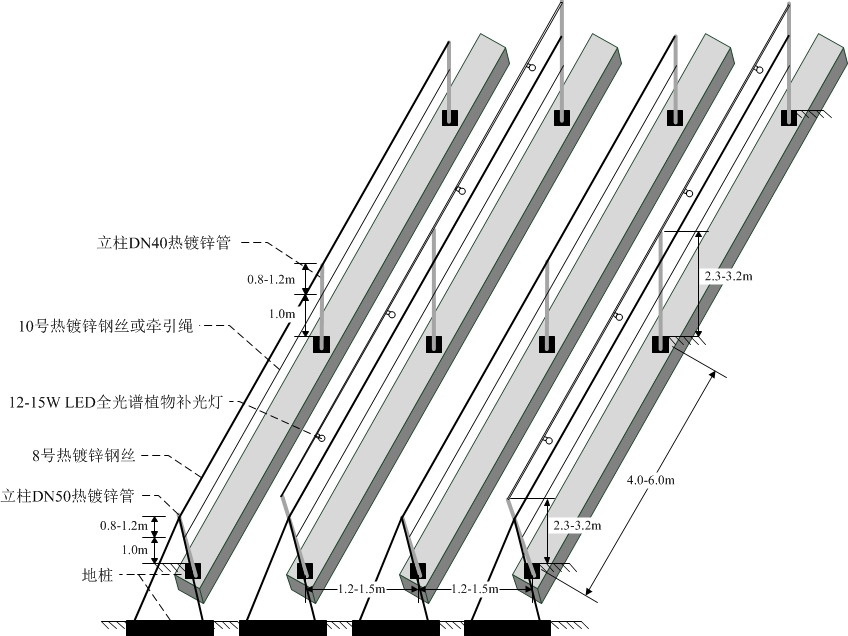 立柱DN40热镀锌管
0.8-1.2m
2.3-3.2m
1.0m
10号热镀锌钢丝或牵引绳
12-15W LED全光谱植物补光灯
8号热镀锌钢丝
4.0-6.0m
立柱DN50热镀锌管
0.8-1.2m
2.3-3.2m
1.0m
地桩
1.2-1.5m
1.2-1.5m